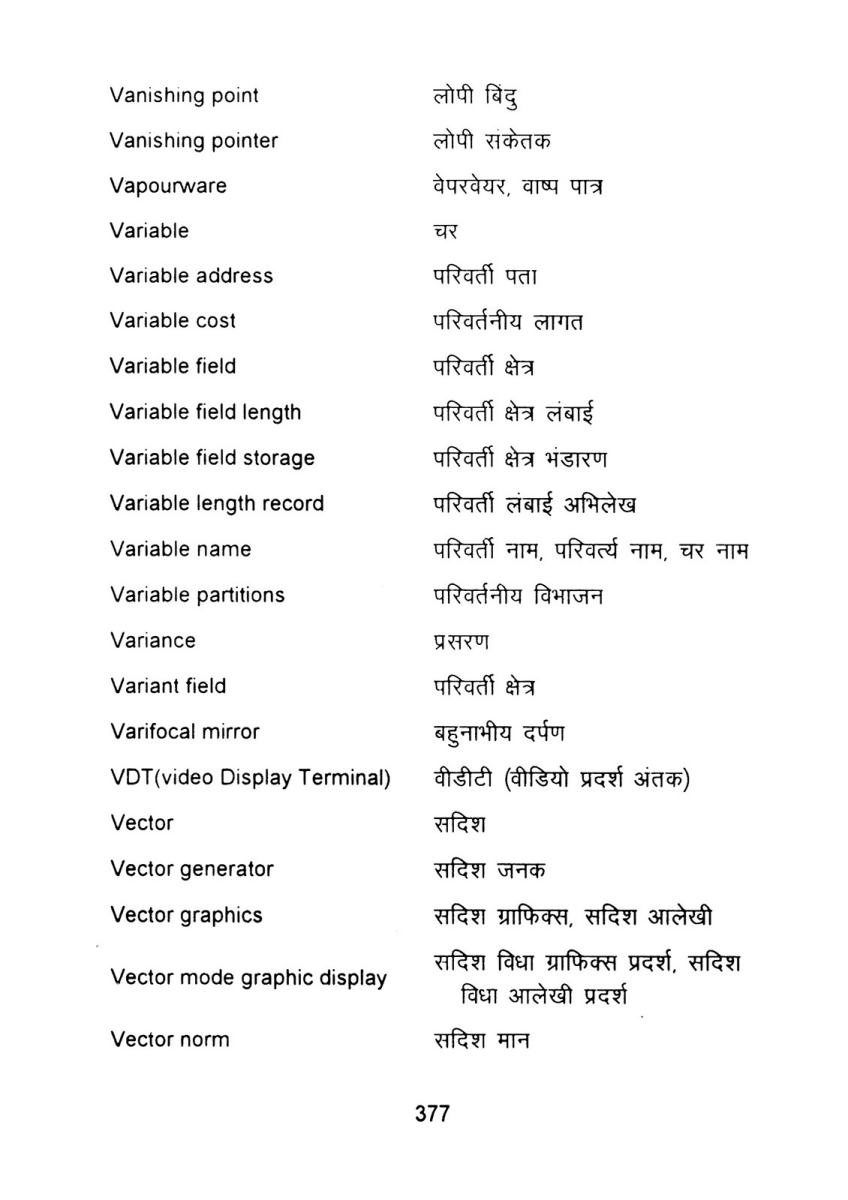 Vanishing point लोपी बिंदु
Vanishing pointer लोपी संकेतक
Vapourware वेपरवेयर, वाष्प पात्र
Variable चर
Variable address परिवर्ती पता
Variable cost परिवर्तनीय लागत
Variable field परिवर्ती क्षेत्र
Variable field length परिवर्ती क्षेत्र लंबाई
Variable field storage परिवर्ती क्षेत्र भंडारण
Variable length record परिवर्ती लंबाई अभिलेख
Variable name परिवर्ती नाम, परिवर्त्य नाम, चर नाम
Variable partitions परिवर्तनीय विभाजन
Variance प्रसरण
Variant field परिवर्ती क्षेत्र
Varifocal mirror बहुनाभीय दर्पण
VDT(video Display Terminal) वीडीटी (वीडियो प्रदर्श अंतक)
Vector सदिश
Vector generator सदिश जनक
Vector graphics सदिश ग्राफिक्स, सदिश आलेखी
Vector mode graphic display सदिश विधा ग्राफिक्स प्रदर्श, सदिश
विधा आलेखी प्रदर्श
Vector norm सदिश मान
377